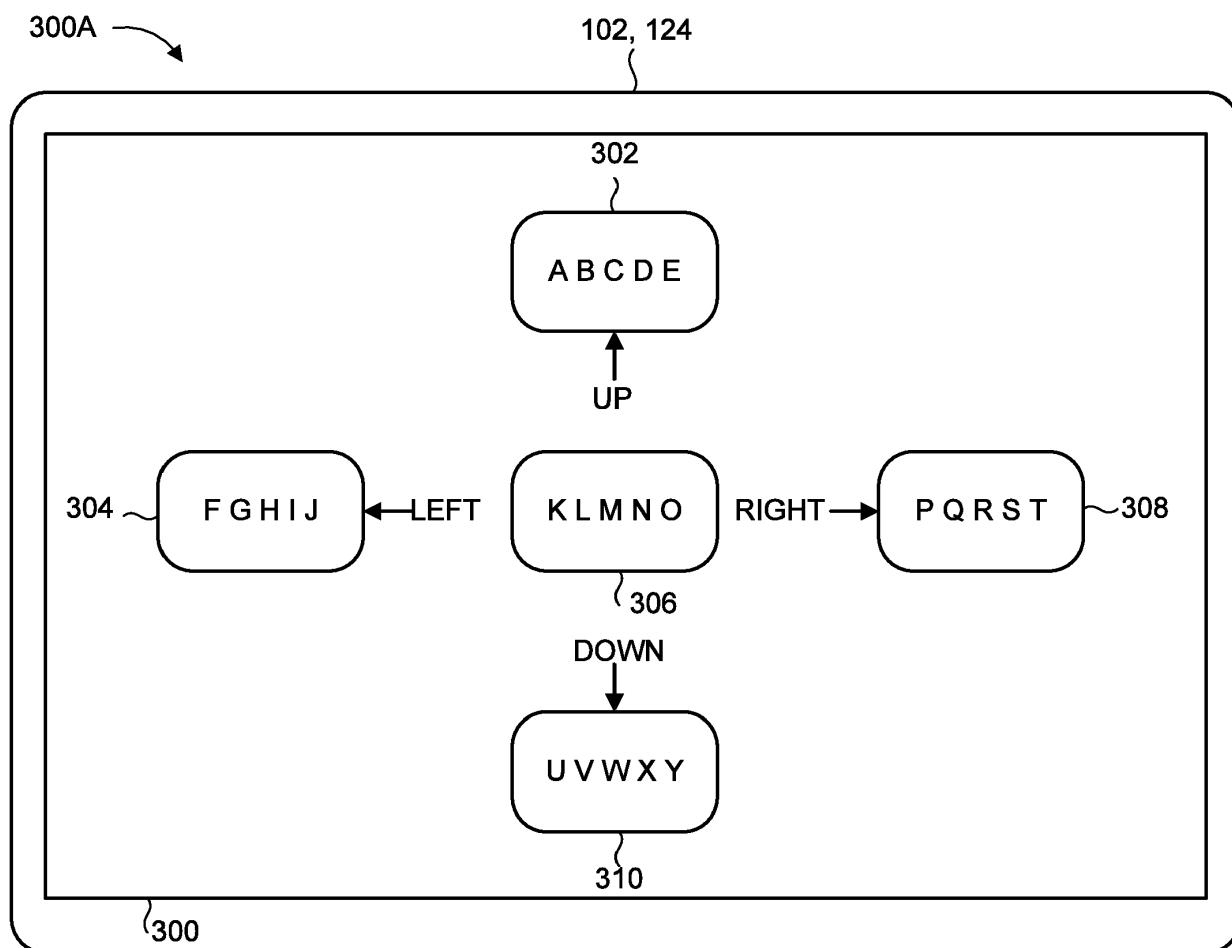 300A
102, 124
302
A B C D E
UP
304
F G H I J
LEFT
K L M N O
RIGHT
P Q R S T
308
306
DOWN
U V W X Y
310
300